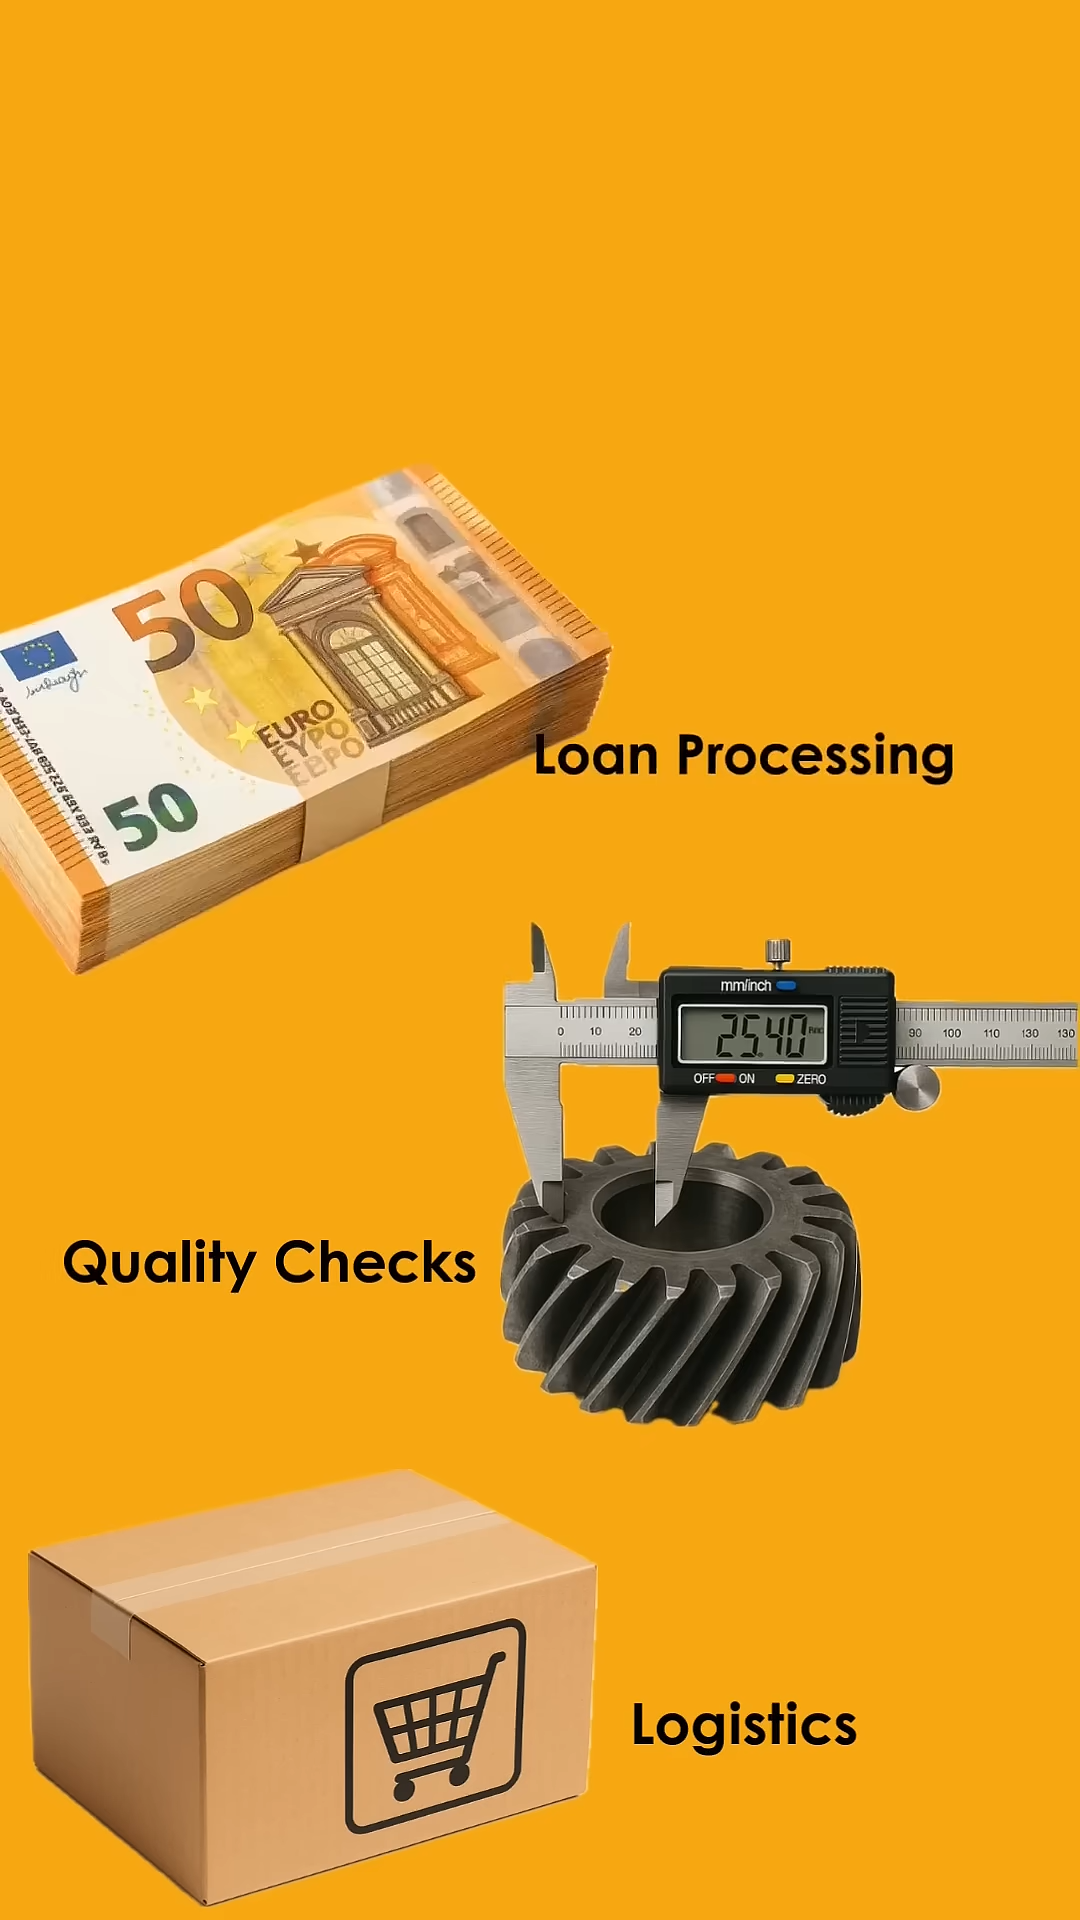 50
EURO
EYPO
ЕВРО
50
Loan Processing
mm/inch
0 10 20
25.40
90 100 110 130 130
OFF ON ZERO
Quality Checks
Logistics